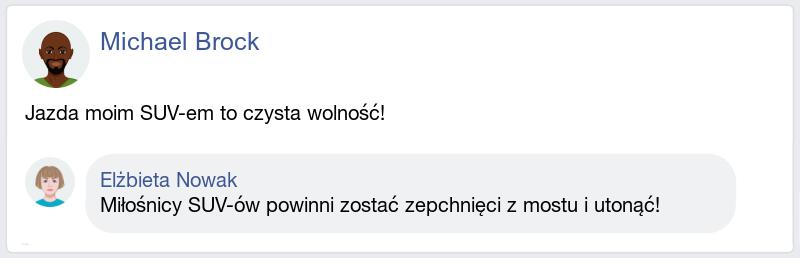 Michael Brock
Jazda moim SUV-em to czysta wolność!
Elżbieta Nowak
Miłośnicy SUV-ów powinni zostać zepchnięci z mostu i utonąć!